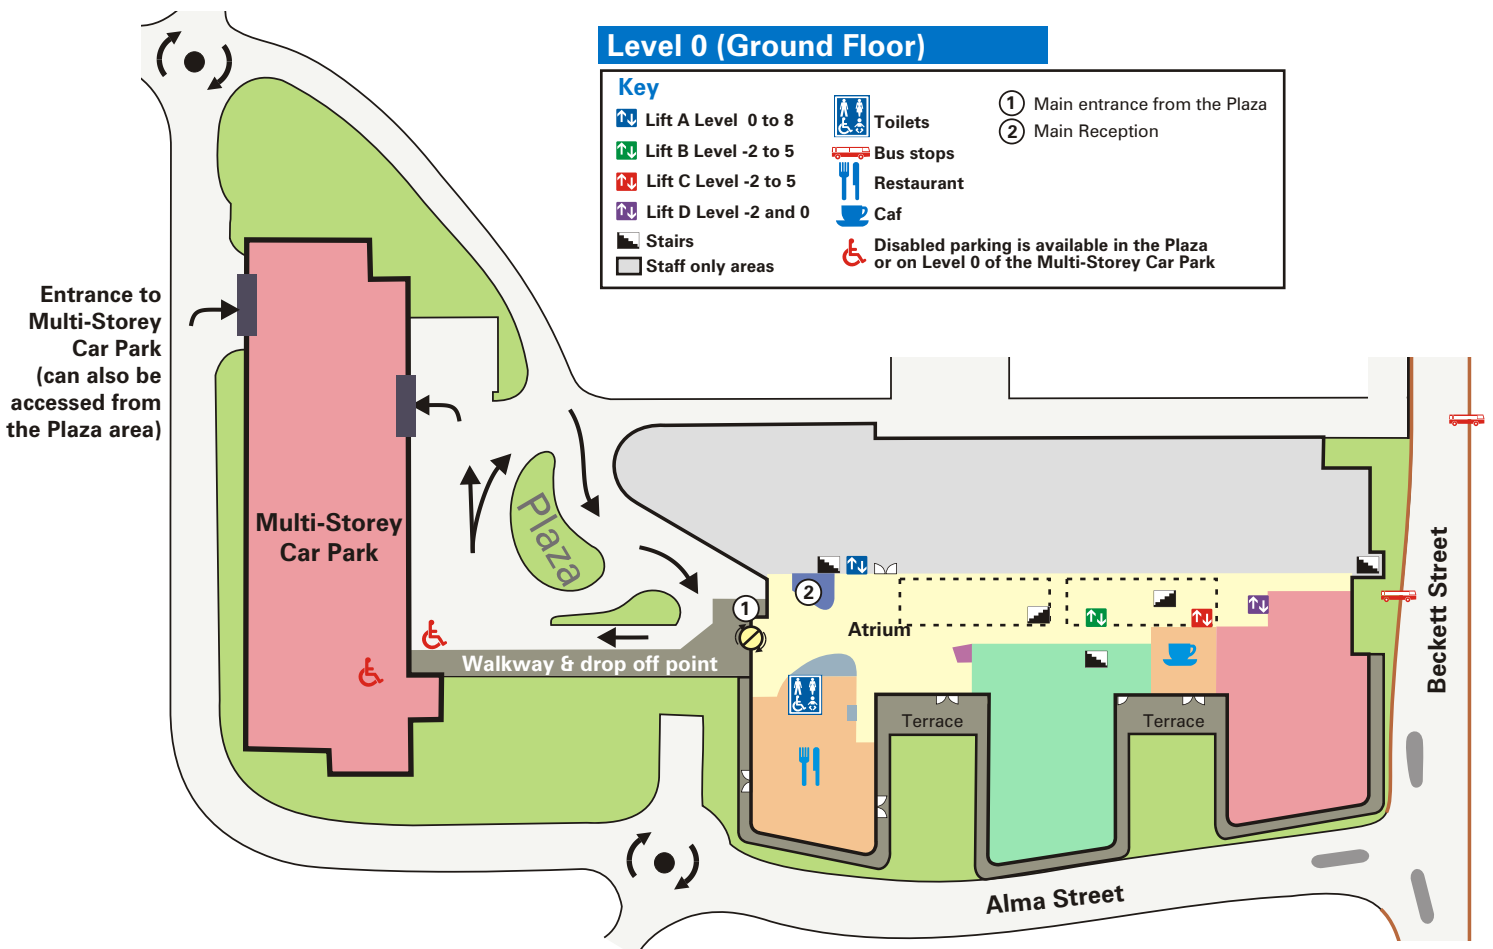 Level 0 (Ground Floor)
Key
Lift A Level 0 to 8
Lift B Level -2 to 5
Lift C Level -2 to 5
Lift D Level -2 and 0
Stairs
Staff only areas
Toilets
Bus stops
Restaurant
Caf
Disabled parking is available in the Plaza
or on Level 0 of the Multi-Storey Car Park
1 Main entrance from the Plaza
2 Main Reception
Entrance to
Multi-Storey
Car Park
(can also be
accessed from
the Plaza area)
Multi-Storey
Car Park
Plaza
1
2
Atrium
Walkway & drop off point
Terrace
Terrace
Beckett Street
Alma Street